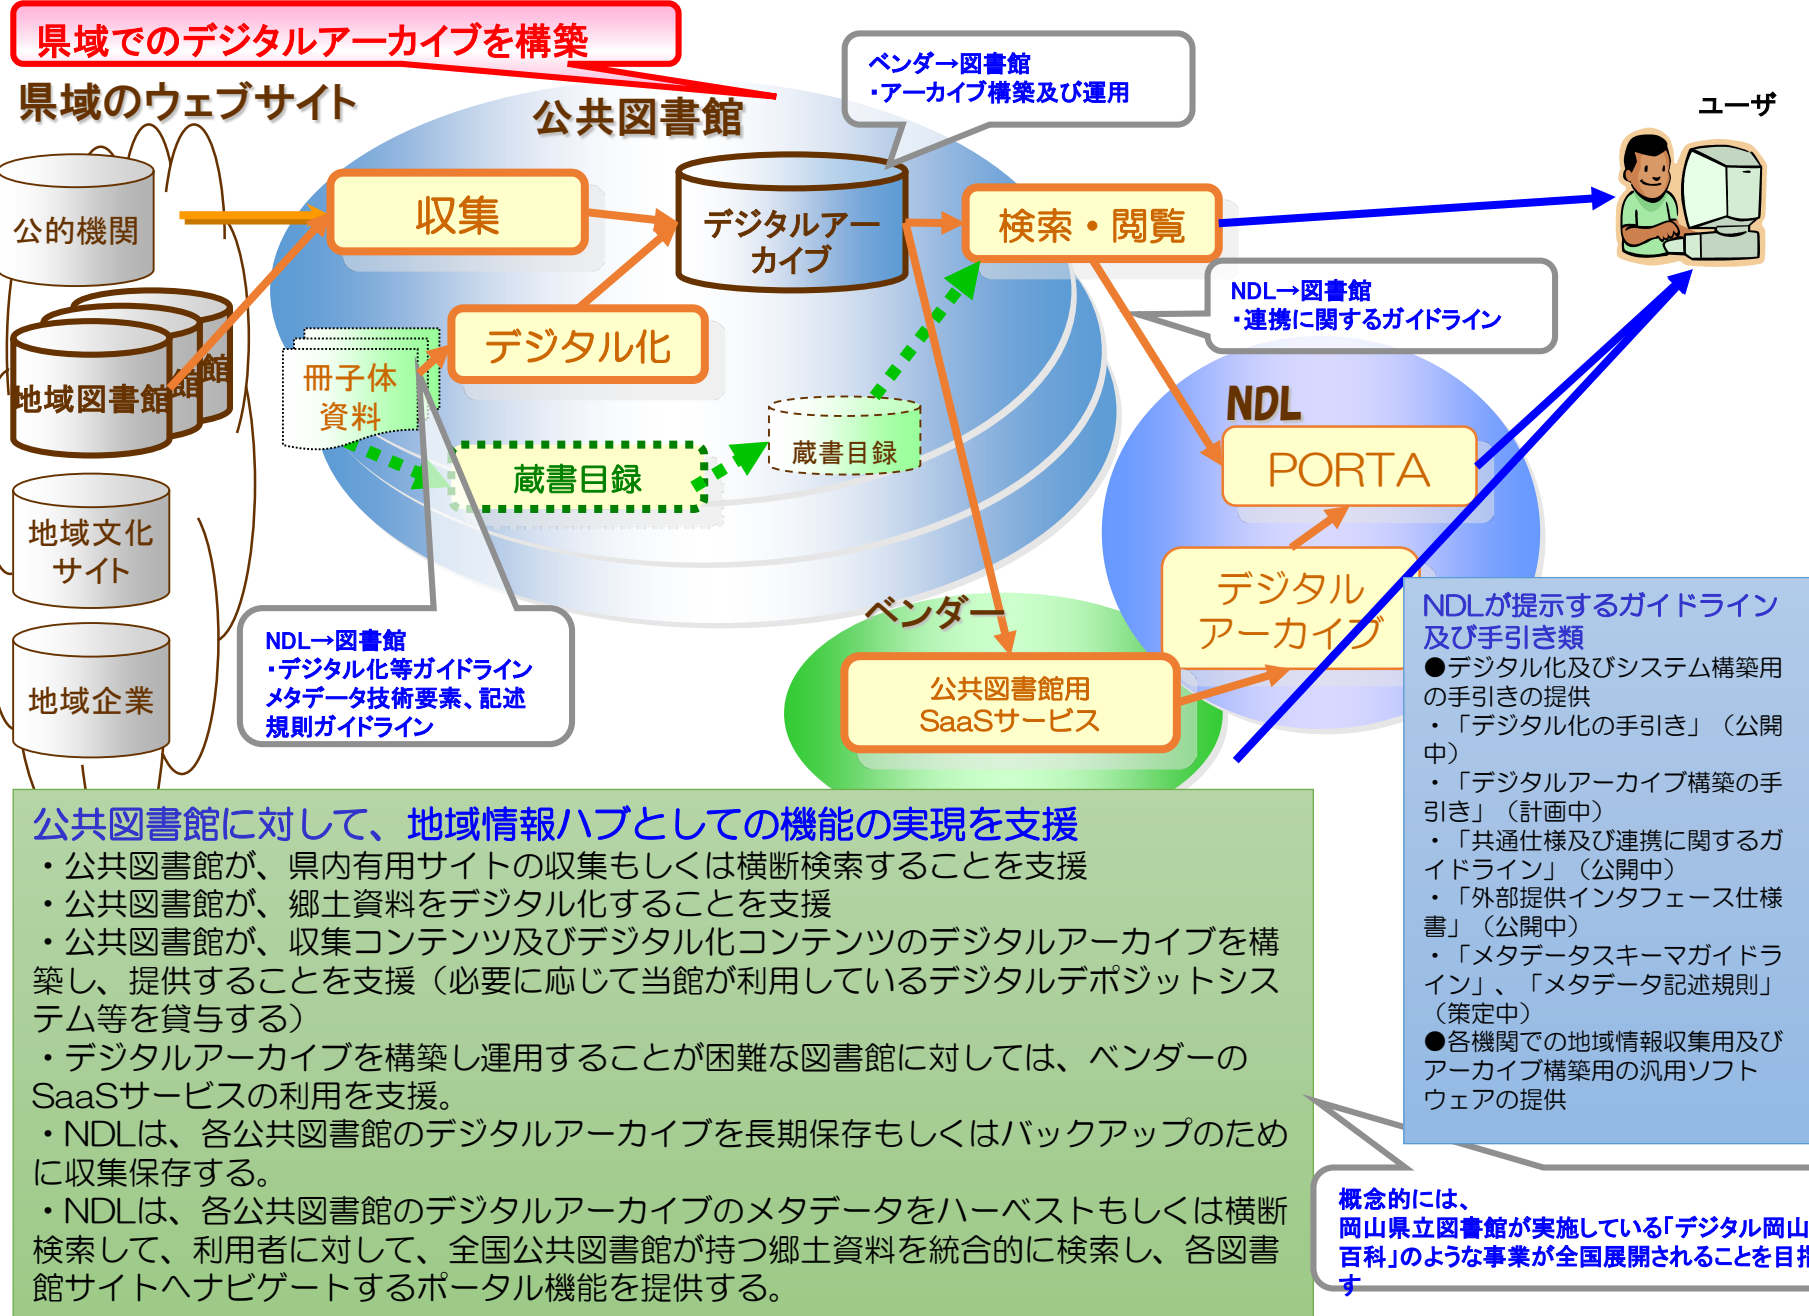 県域でのデジタルアーカイブを構築
県域のウェブサイト
公共図書館
ベンダ→図書館
・アーカイブ構築及び運用
ユーザ
公的機関
収集
デジタルアー
カイブ
検索・閲覧
NDL→図書館
・連携に関するガイドライン
デジタル化
冊子体
資料
地域図書館
館
館
蔵書目録
蔵書目録
NDL
PORTA
地域文化
サイト
デジタル
アーカイブ
ベンダー
公共図書館用
SaaSサービス
地域企業
NDL→図書館
・デジタル化等ガイドライン
メタデータ技術要素、記述
規則ガイドライン
NDLが提示するガイドライン
及び手引き類
●デジタル化及びシステム構築用
の手引きの提供
・「デジタル化の手引き」（公開
中）
・「デジタルアーカイブ構築の手
引き」（計画中）
・「共通仕様及び連携に関するガ
イドライン」（公開中）
・「外部提供インタフェース仕様
書」（公開中）
・「メタデータスキーマガイドラ
イン」、「メタデータ記述規則」
（策定中）
●各機関での地域情報収集用及び
アーカイブ構築用の汎用ソフト
ウェアの提供
公共図書館に対して、地域情報ハブとしての機能の実現を支援
・公共図書館が、県内有用サイトの収集もしくは横断検索することを支援
・公共図書館が、郷土資料をデジタル化することを支援
・公共図書館が、収集コンテンツ及びデジタル化コンテンツのデジタルアーカイブを構
築し、提供することを支援（必要に応じて当館が利用しているデジタルデポジットシス
テム等を貸与する）
・デジタルアーカイブを構築し運用することが困難な図書館に対しては、ベンダーの
SaaSサービスの利用を支援。
・NDLは、各公共図書館のデジタルアーカイブを長期保存もしくはバックアップのため
に収集保存する。
・NDLは、各公共図書館のデジタルアーカイブのメタデータをハーベストもしくは横断
検索して、利用者に対して、全国公共図書館が持つ郷土資料を統合的に検索し、各図書
館サイトへナビゲートするポータル機能を提供する。
概念的には、
岡山県立図書館が実施している「デジタル岡山
百科」のような事業が全国展開されることを目指
す